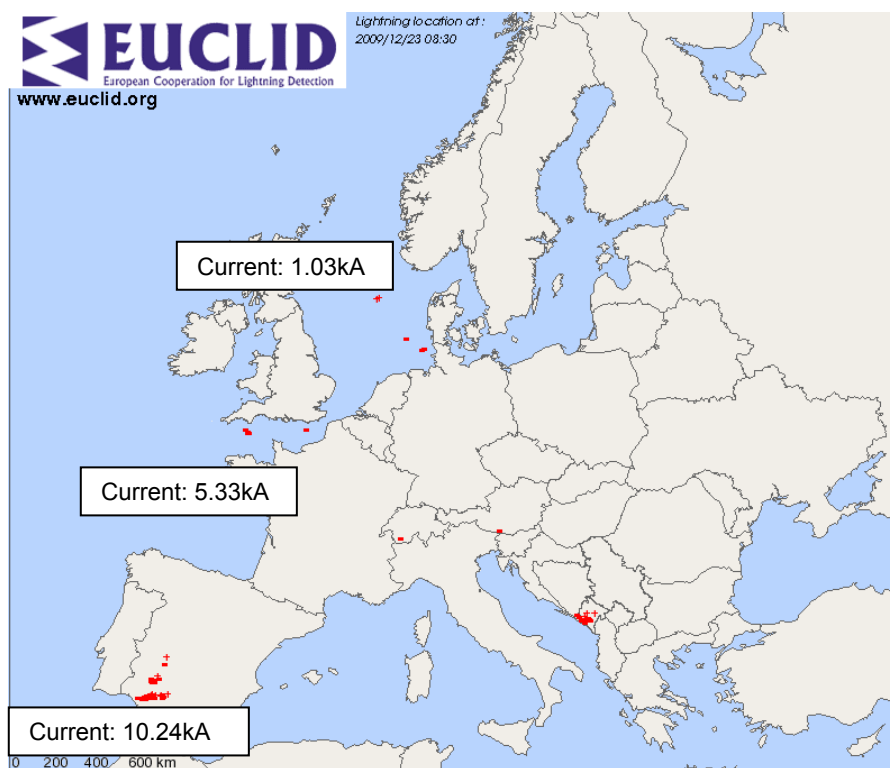 EUCLID
European Cooperation for Lightning Detection
www.euclid.org
Lightning location at :
2009/12/23 08:30
Current: 1.03kA
Current: 5.33kA
Current: 10.24kA
0 200 400 600 km